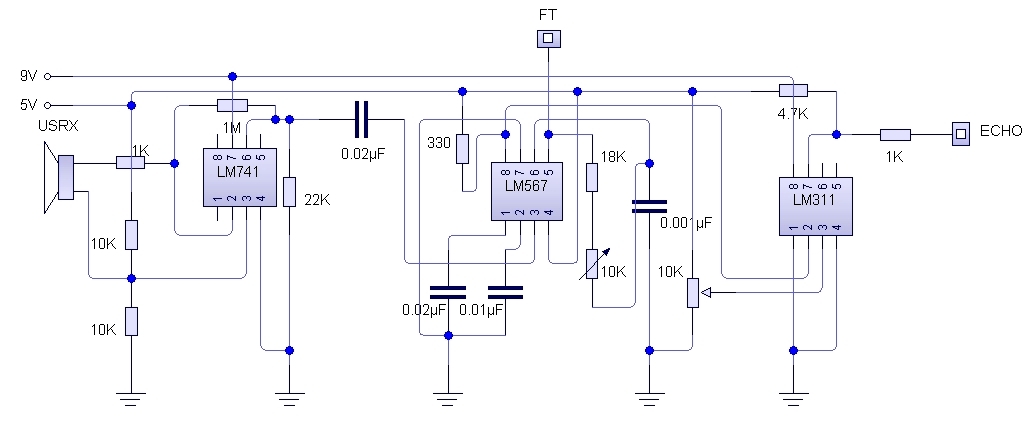 FT
9V
5V
USRX
1K
1M
0.02µF
330
18K
4.7K
ECHO
1K
8 7 6 5
LM741
1 2 3 4
22K
8 7 6 5
LM567
1 2 3 4
0.001µF
8 7 6 5
LM311
1 2 3 4
10K
10K
10K
0.02µF
0.01µF
10K